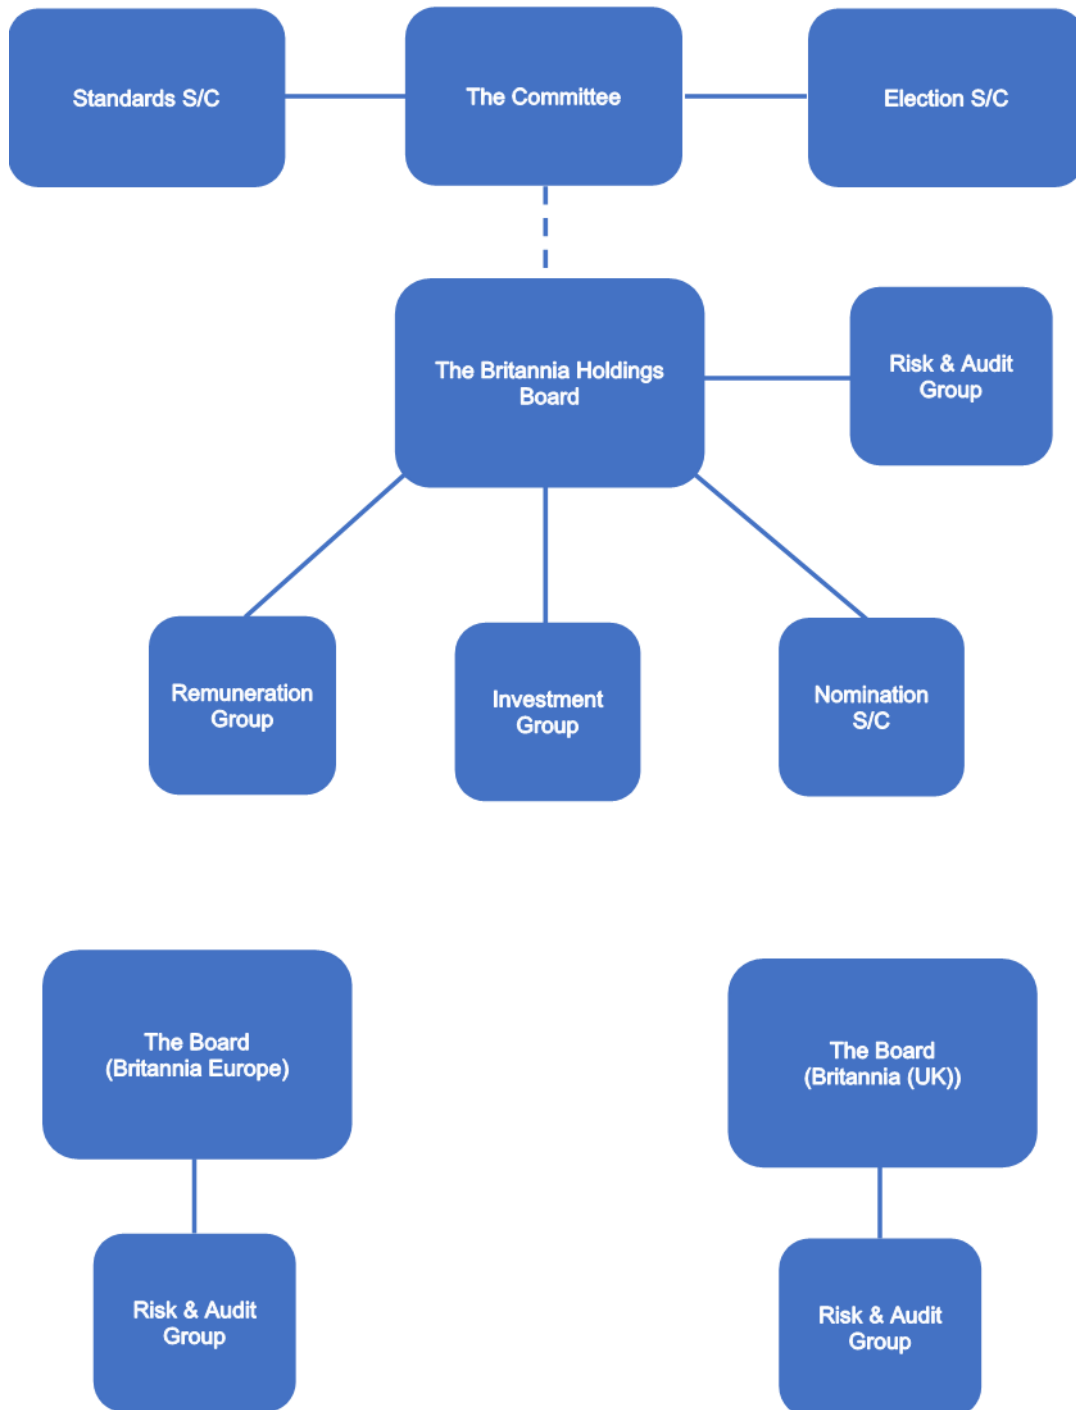 Standards S/C
The Committee
Election S/C
The Britannia Holdings
Board
Risk & Audit
Group
Remuneration
Group
Investment
Group
Nomination
S/C
The Board
(Britannia Europe)
The Board
(Britannia (UK))
Risk & Audit
Group
Risk & Audit
Group